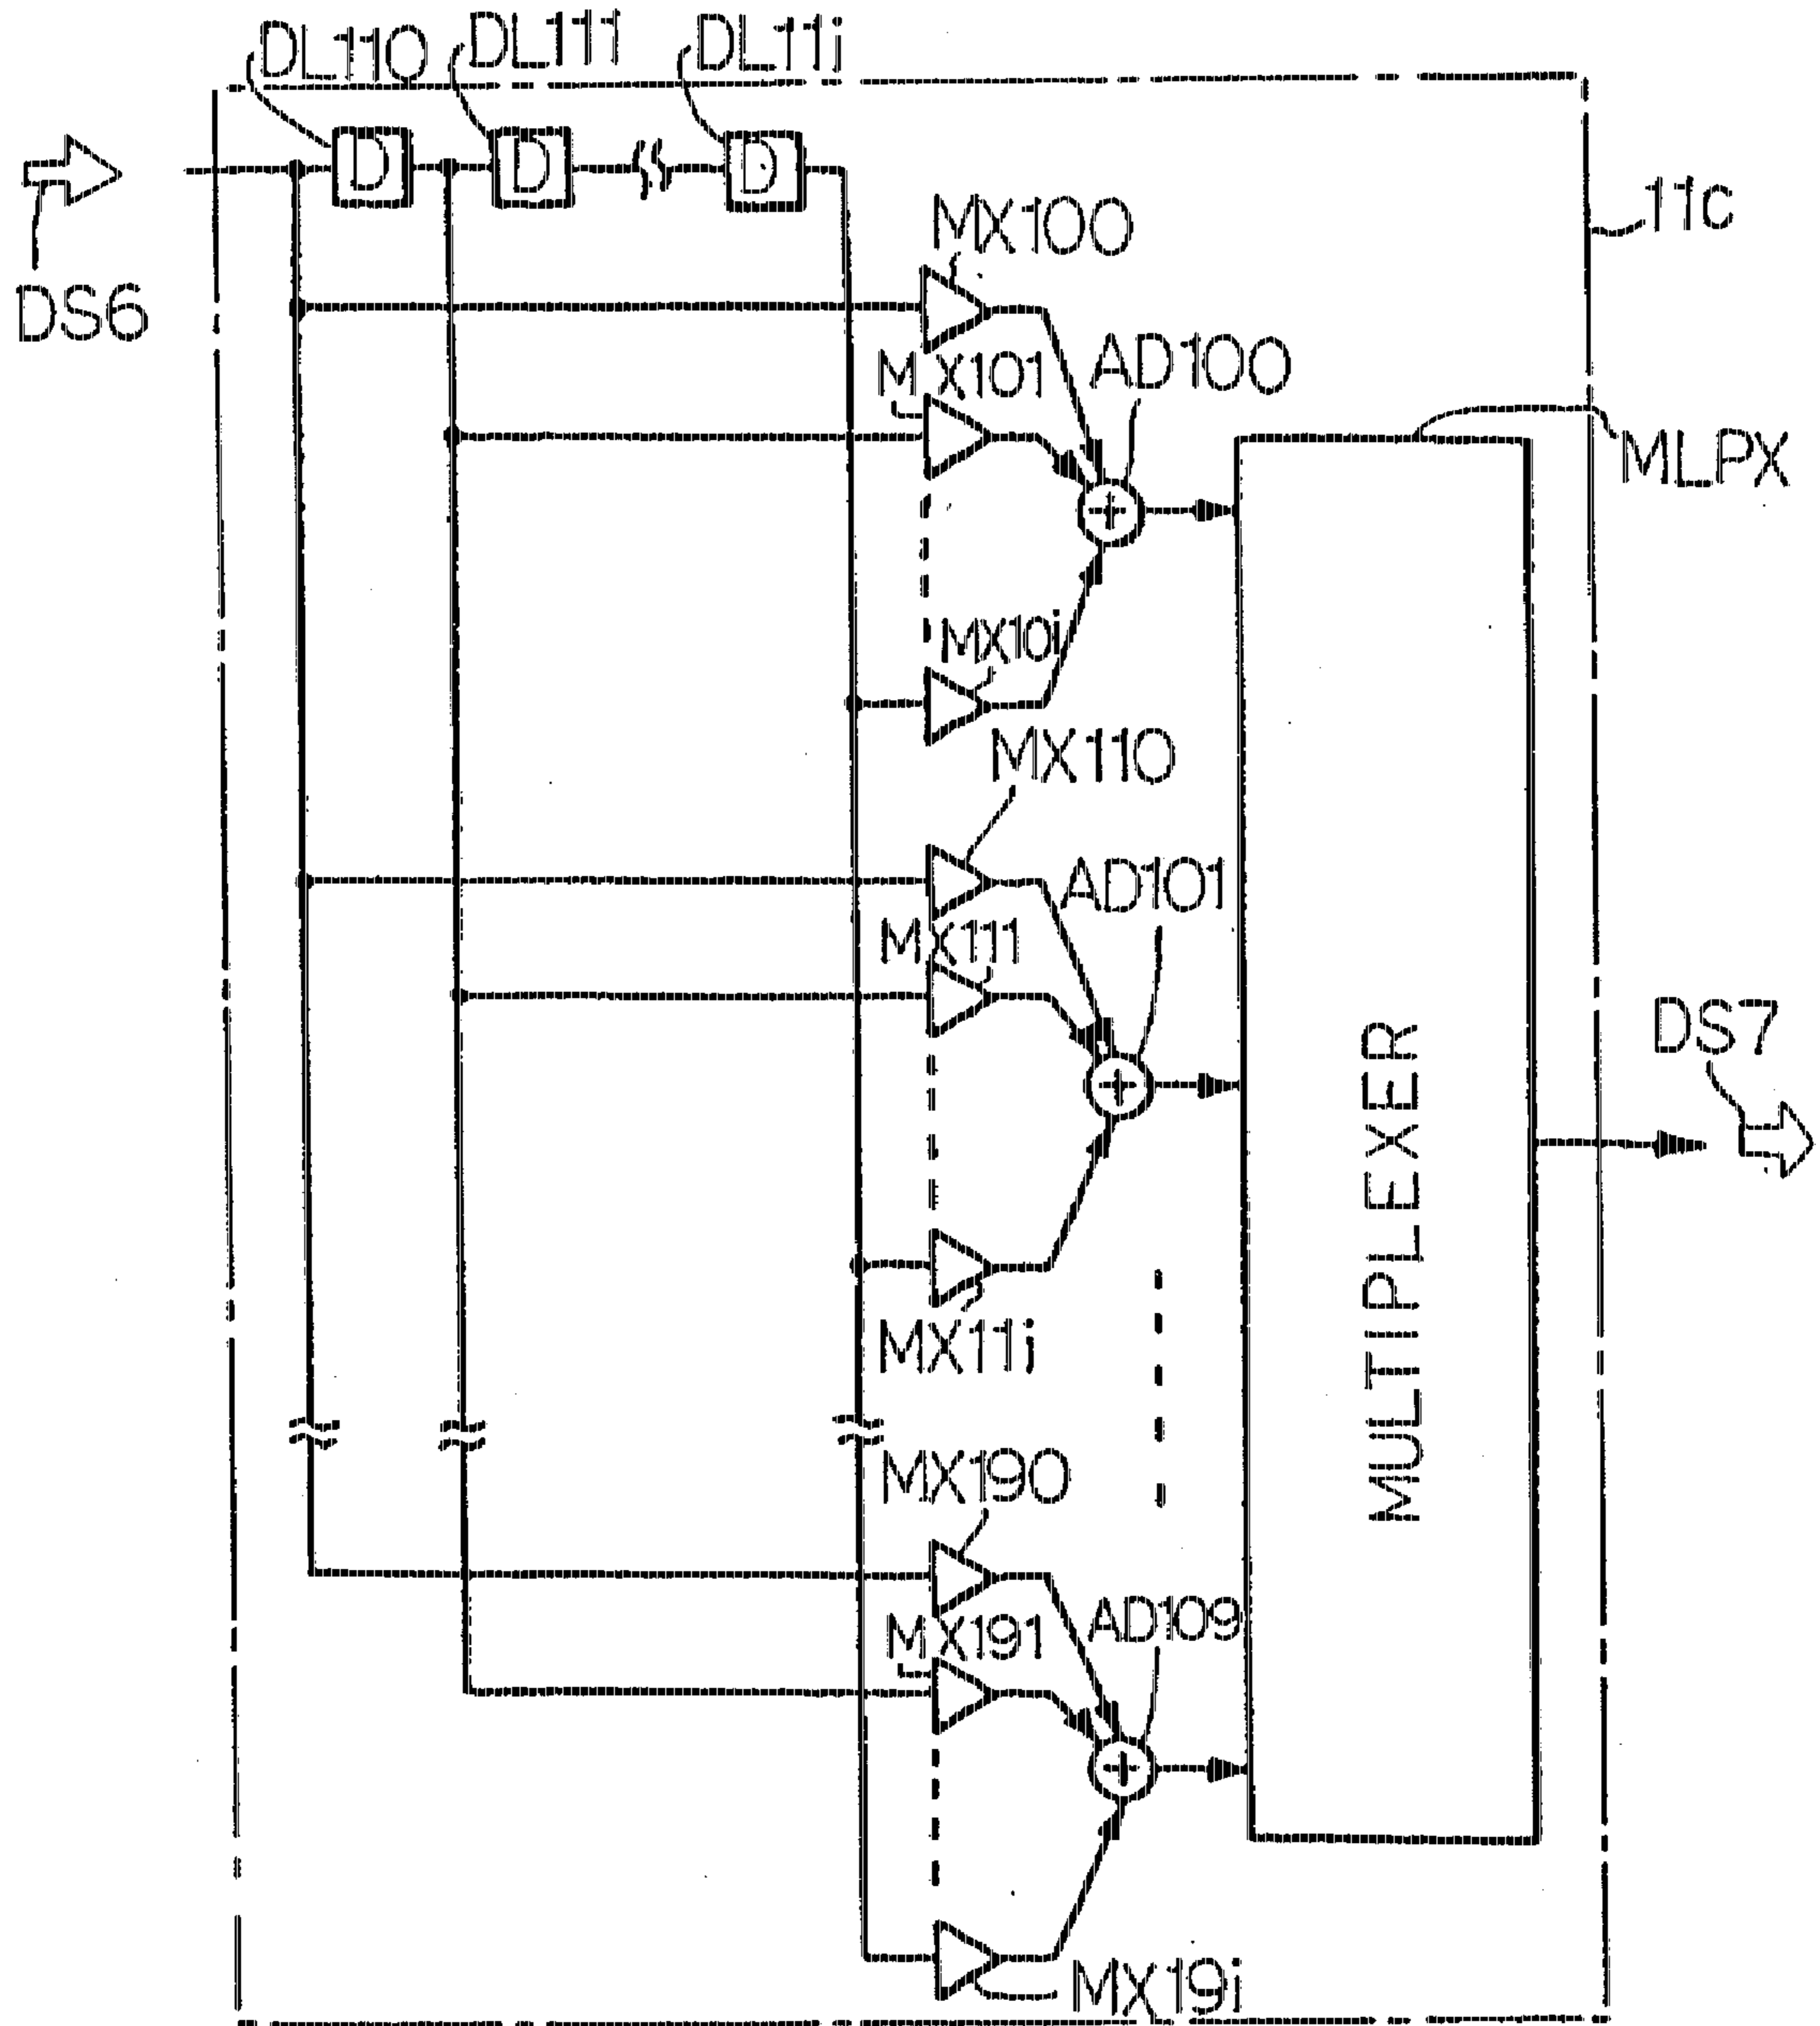 DL110 DL111 DL11i
D D D
11c
DS6
MX100
MX101
AD100
MLPX
MX10i
MX110
AD101
MX111
DS7
MULTIPLEXER
MX11i
MX190
MX191
AD109
MX19i